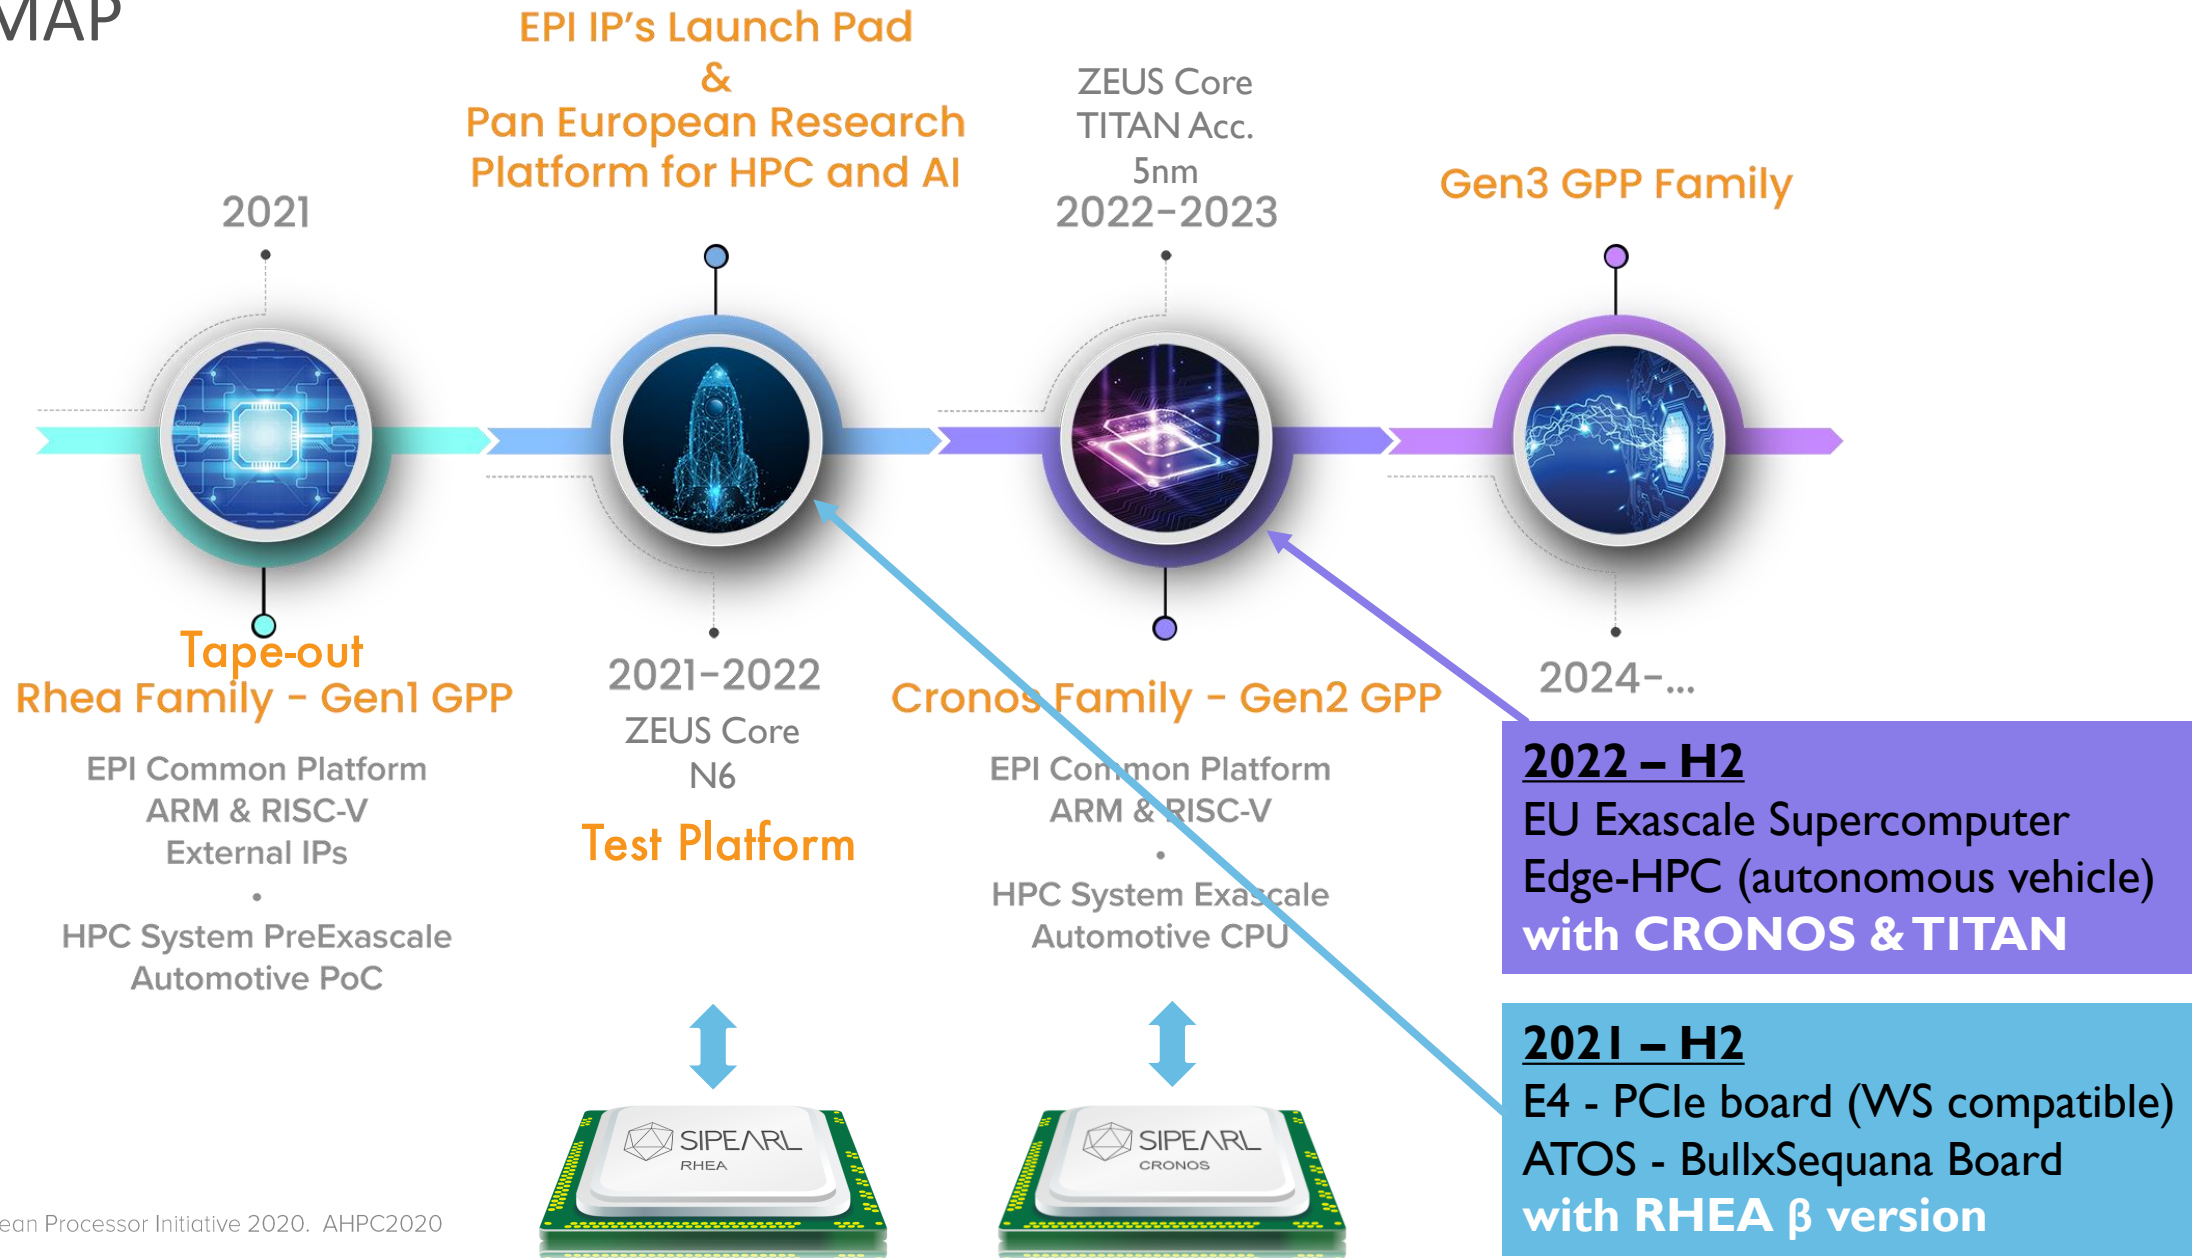 MAP
2021
Tape-out
Rhea Family - Gen1 GPP
EPI Common Platform
ARM & RISC-V
External IPs
•
HPC System PreExascale
Automotive PoC
EPI IP's Launch Pad
&
Pan European Research
Platform for HPC and AI
2021-2022
ZEUS Core
N6
Test Platform
SIPEARL
RHEA
ZEUS Core
TITAN Acc.
5nm
2022-2023
Cronos Family - Gen2 GPP
EPI Common Platform
ARM & RISC-V
•
HPC System Exascale
Automotive CPU
SIPEARL
CRONOS
Gen3 GPP Family
2024-...
2022 – H2
EU Exascale Supercomputer
Edge-HPC (autonomous vehicle)
with CRONOS & TITAN
2021 – H2
E4 - PCIe board (WS compatible)
ATOS - BullxSequana Board
with RHEA β version
ean Processor Initiative 2020. AHPC2020